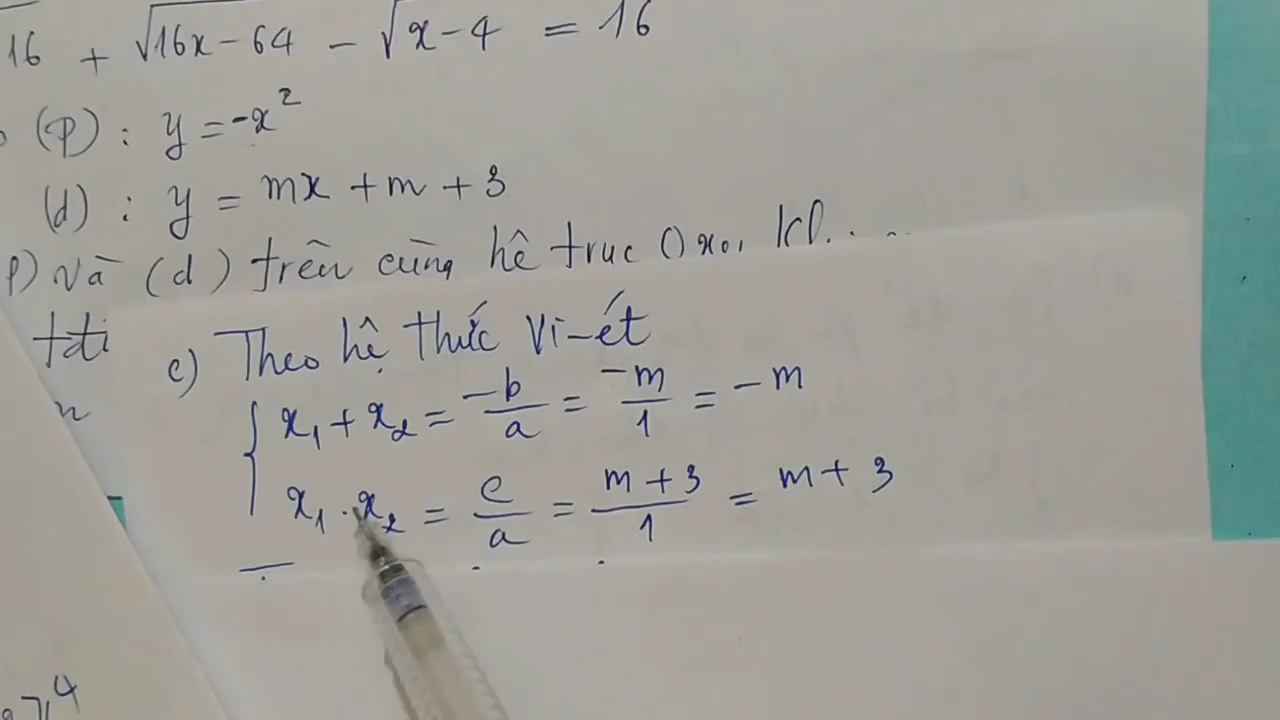 16 + √16x-64 - √x-4 = 16
(P) : y = -x²
(d) : y = mx + m + 3
P) và (d) trên cùng hệ trục Oxy.
c) Theo hệ thức Vi-ét
x₁ + x₂ = -b/a = -m/1 = -m
x₁ . x₂ = c/a = m+3/1 = m+3